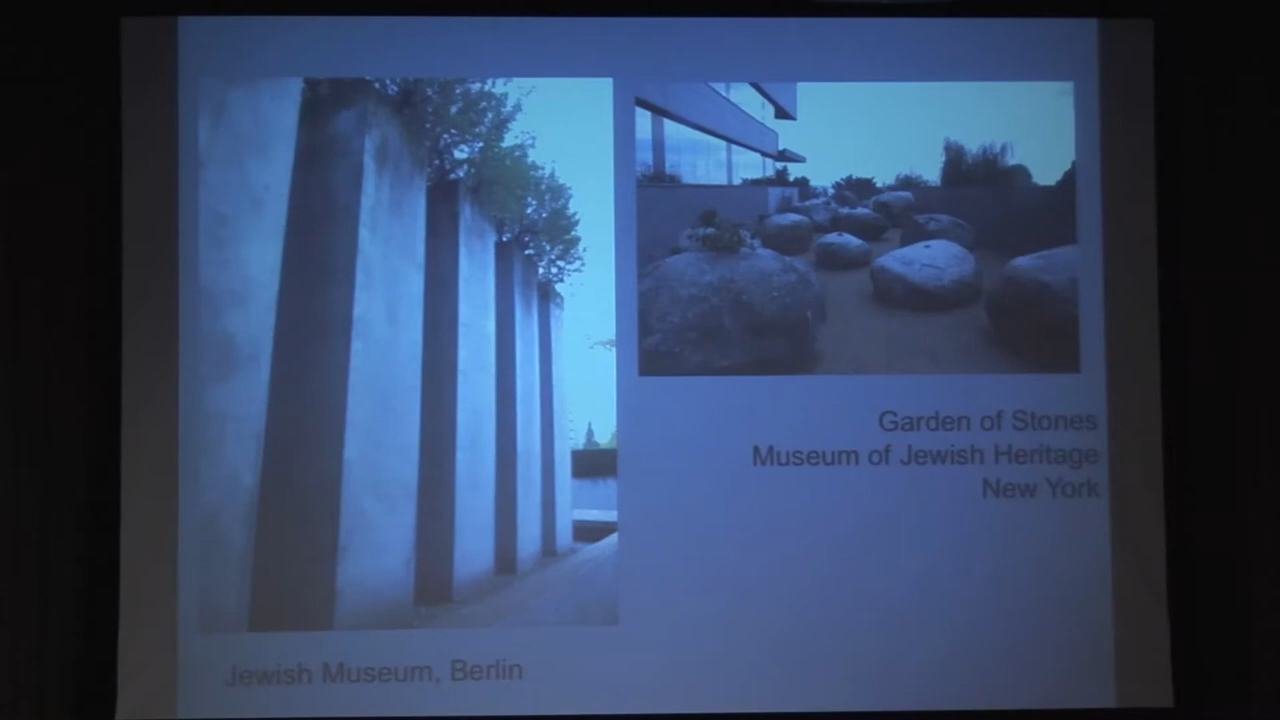 Garden of Stones
Museum of Jewish Heritage
New York
Jewish Museum, Berlin